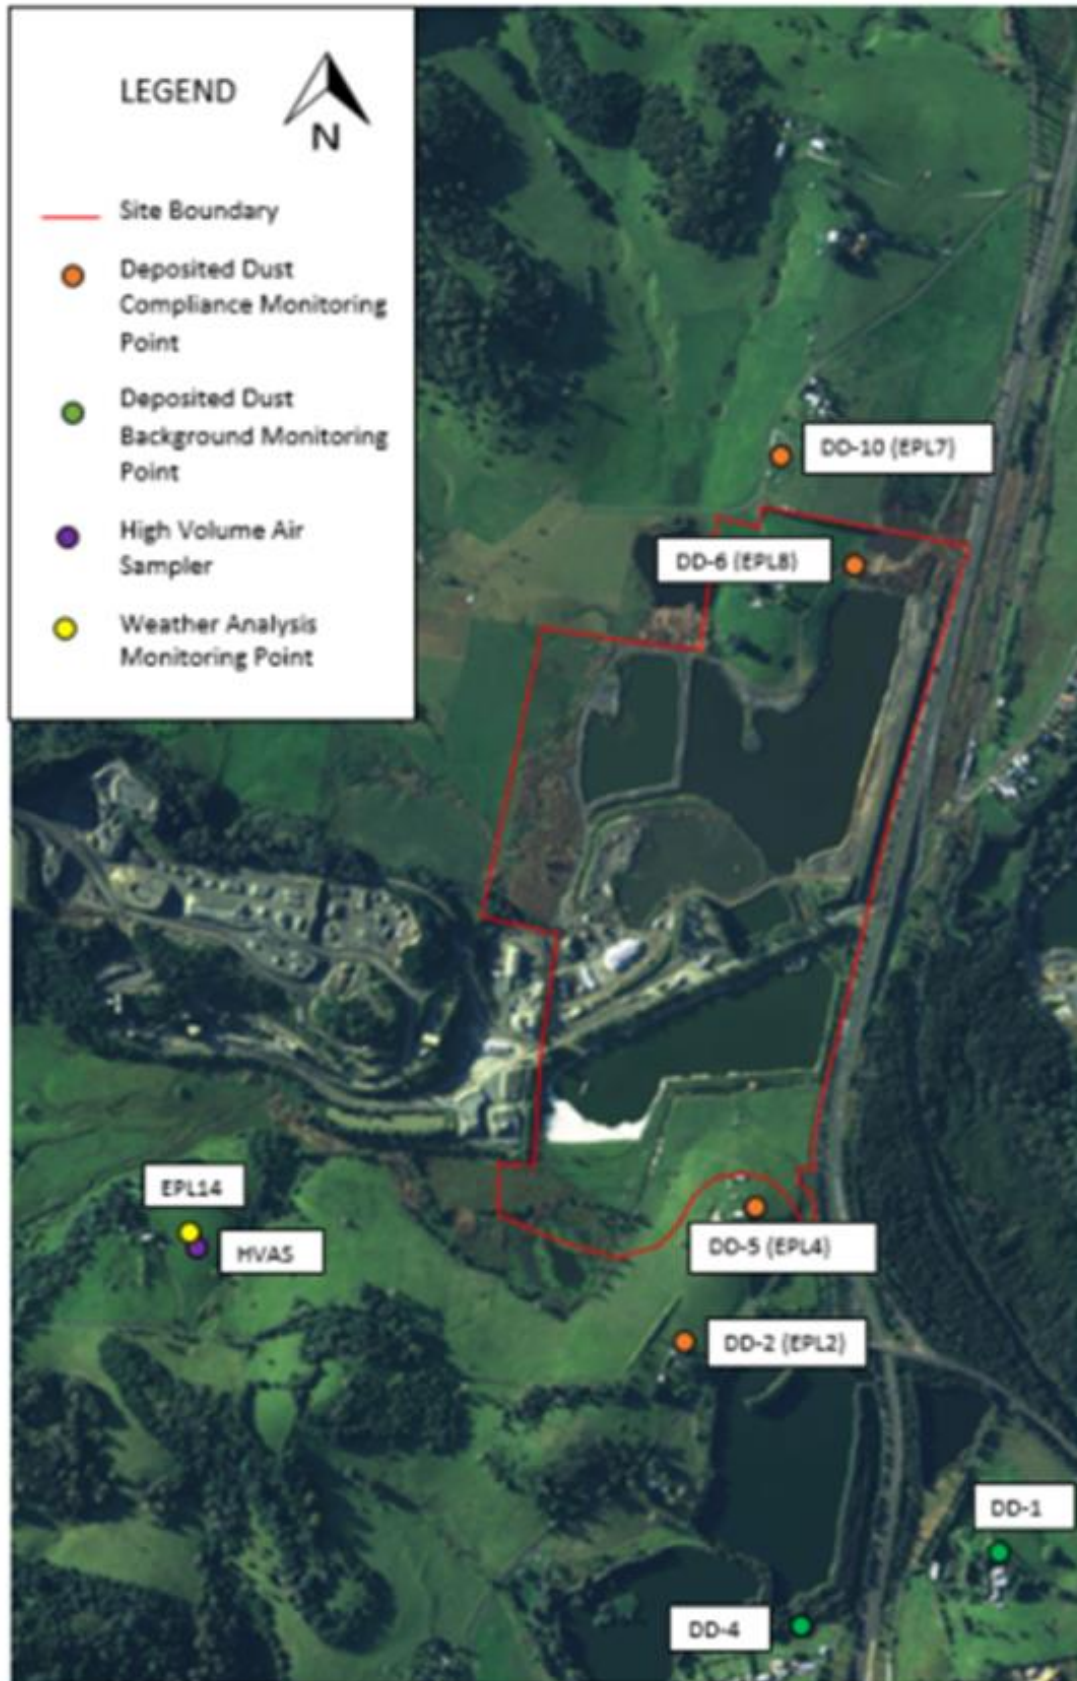 LEGEND
N
Site Boundary
Deposited Dust
Compliance Monitoring
Point
Deposited Dust
Background Monitoring
Point
High Volume Air
Sampler
Weather Analysis
Monitoring Point
DD-10 (EPL7)
DD-6 (EPL8)
EPL14
HVAS
DD-5 (EPL4)
DD-2 (EPL2)
DD-1
DD-4